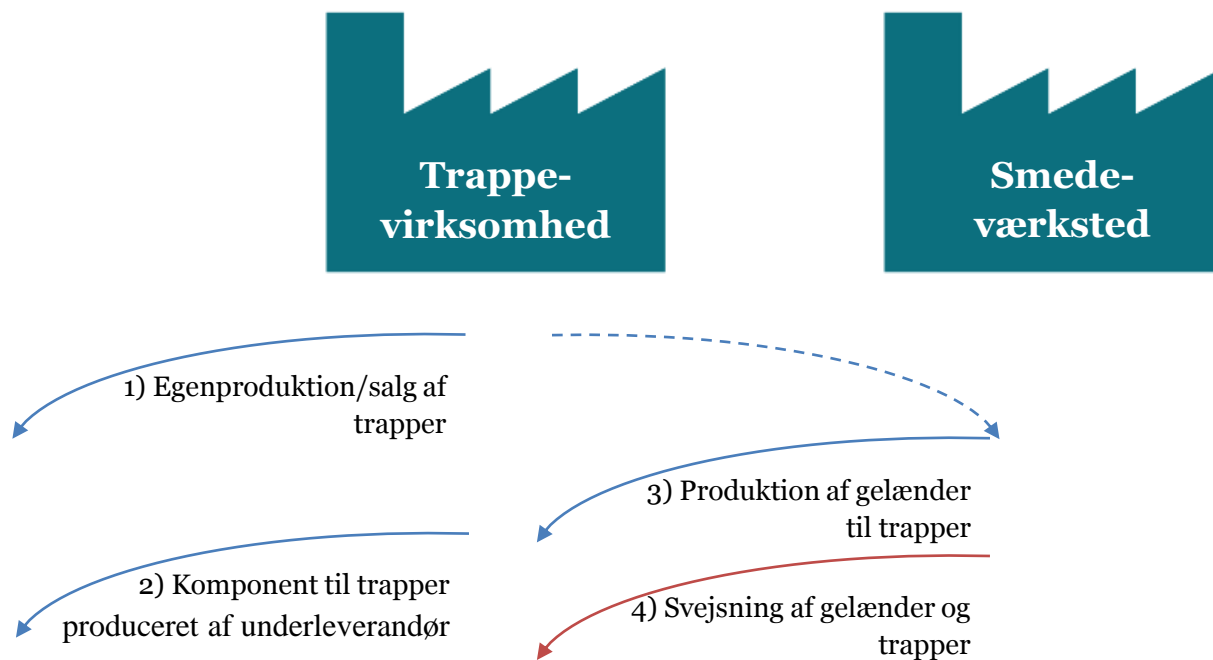 Trappe-
virksomhed
Smede-
værksted
1) Egenproduktion/salg af
trapper
3) Produktion af gelænder
til trapper
2) Komponent til trapper
produceret af underleverandør
4) Svejsning af gelænder og
trapper